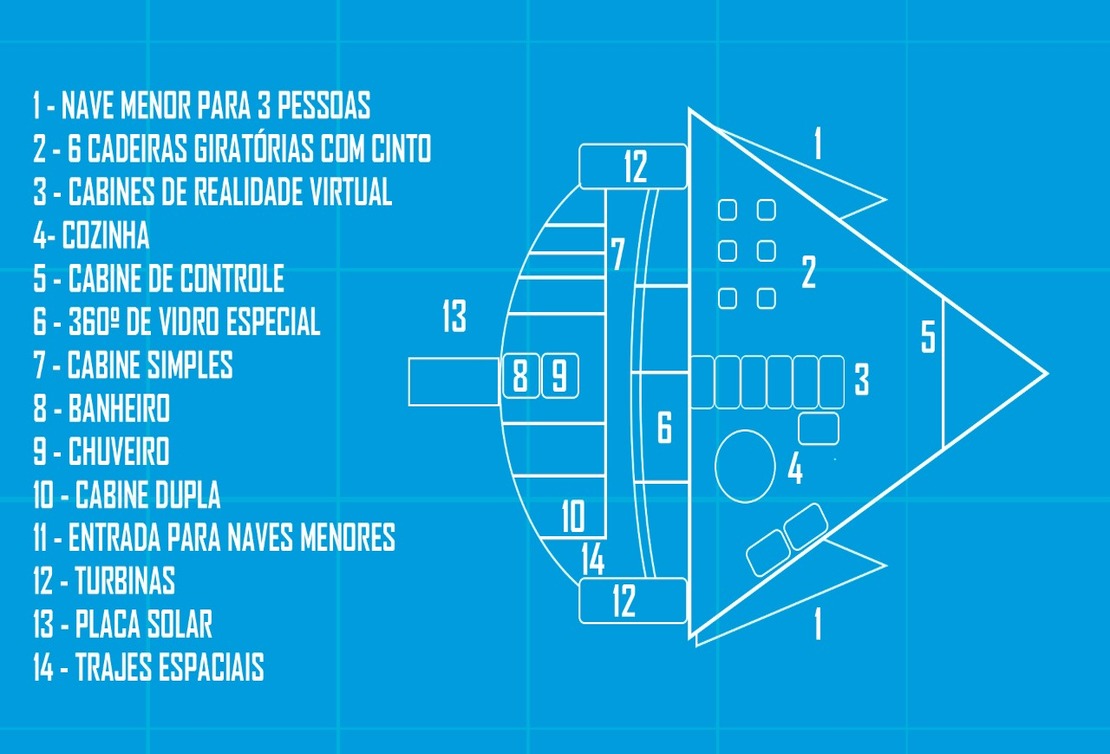 1 - NAVE MENOR PARA 3 PESSOAS
2 - 6 CADEIRAS GIRATÓRIAS COM CINTO
3 - CABINES DE REALIDADE VIRTUAL
4- COZINHA
5 - CABINE DE CONTROLE
6 - 360º DE VIDRO ESPECIAL
7 - CABINE SIMPLES
8 - BANHEIRO
9 - CHUVEIRO
10 - CABINE DUPLA
11 - ENTRADA PARA NAVES MENORES
12 - TURBINAS
13 - PLACA SOLAR
14 - TRAJES ESPACIAIS
1
12
7
2
13
5
8 9
3
6
4
10
14
12
1